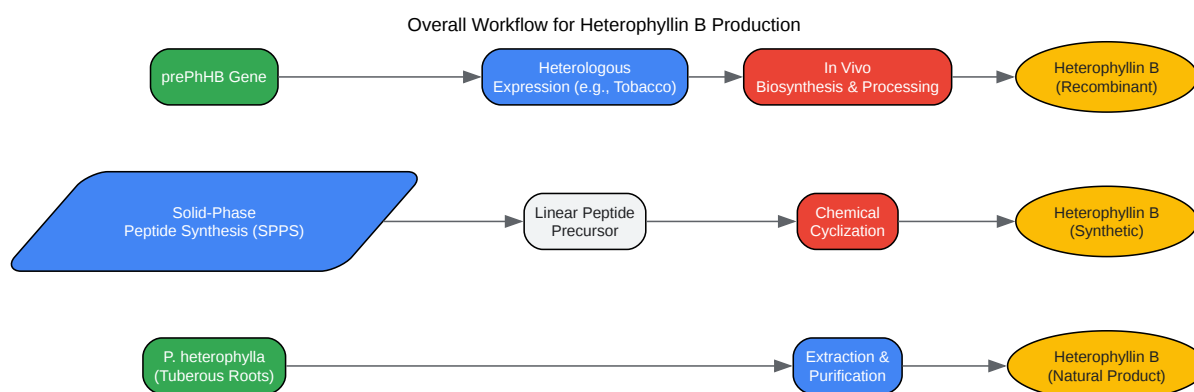 Overall Workflow for Heterophyllin B Production
prePhHB Gene
Heterologous
Expression (e.g., Tobacco)
In Vivo
Biosynthesis & Processing
Heterophyllin B
(Recombinant)
Solid-Phase
Peptide Synthesis (SPPS)
Linear Peptide
Precursor
Chemical
Cyclization
Heterophyllin B
(Synthetic)
P. heterophylla
(Tuberous Roots)
Extraction &
Purification
Heterophyllin B
(Natural Product)